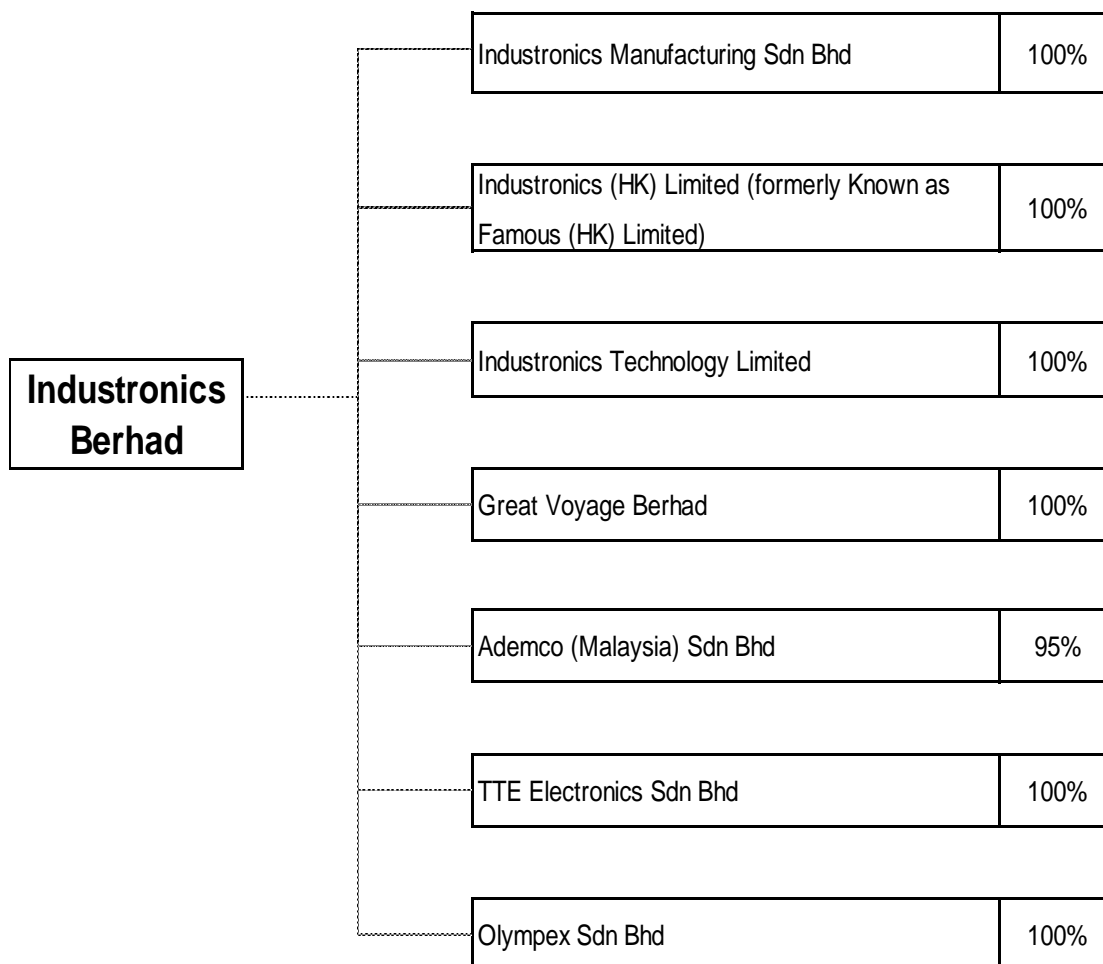 Industronics Manufacturing Sdn Bhd 100%
Industronics (HK) Limited (formerly Known as
Famous (HK) Limited) 100%
Industronics Technology Limited 100%
Industronics
Berhad
Great Voyage Berhad 100%
Ademco (Malaysia) Sdn Bhd 95%
TTE Electronics Sdn Bhd 100%
Olympex Sdn Bhd 100%